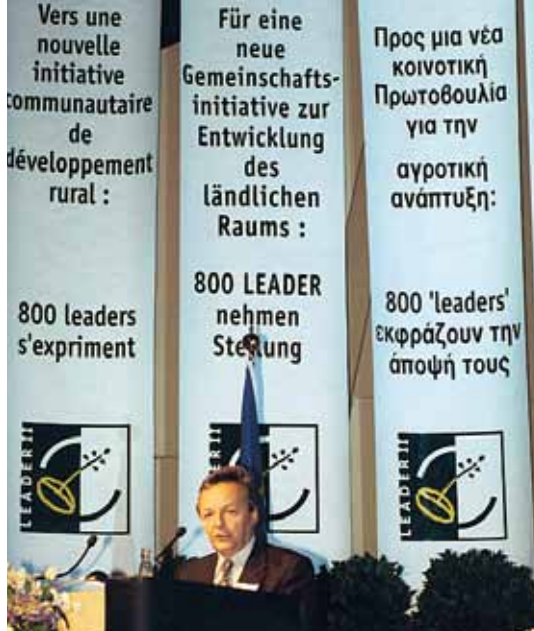 Vers une
nouvelle
initiative
communautaire
de
développement
rural :
800 leaders
s'expriment
LEADER II
Für eine
neue
Gemeinschafts-
initiative zur
Entwicklung
des
ländlichen
Raums :
800 LEADER
nehmen
Stellung
Προς μια νέα
κοινοτική
Πρωτοβουλία
για την
αγροτική
ανάπτυξη:
800 'leaders'
εκφράζουν την
άποψή τους
LEADER II